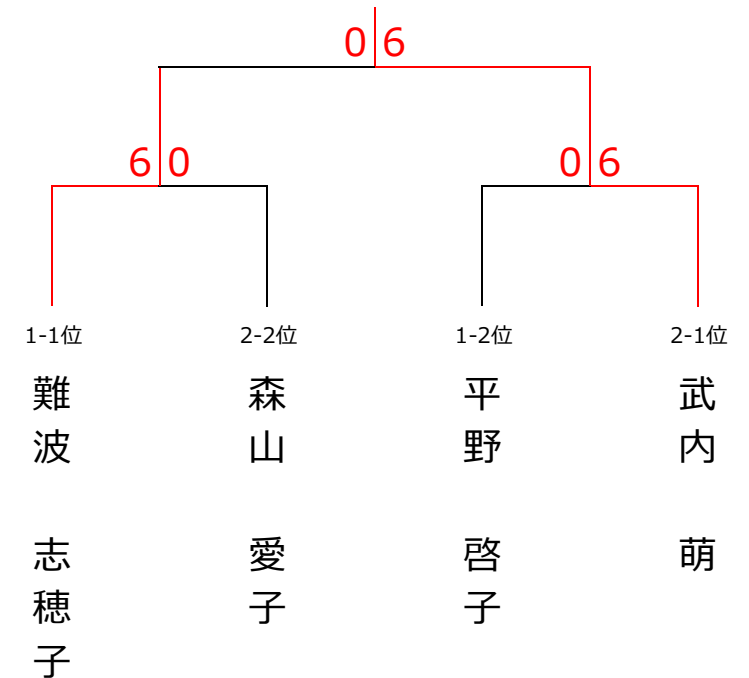 0 6
6 0
0 6
1-1位
2-2位
1-2位
2-1位
難波 志穂子
森山 愛子
平野 啓子
武内 萌